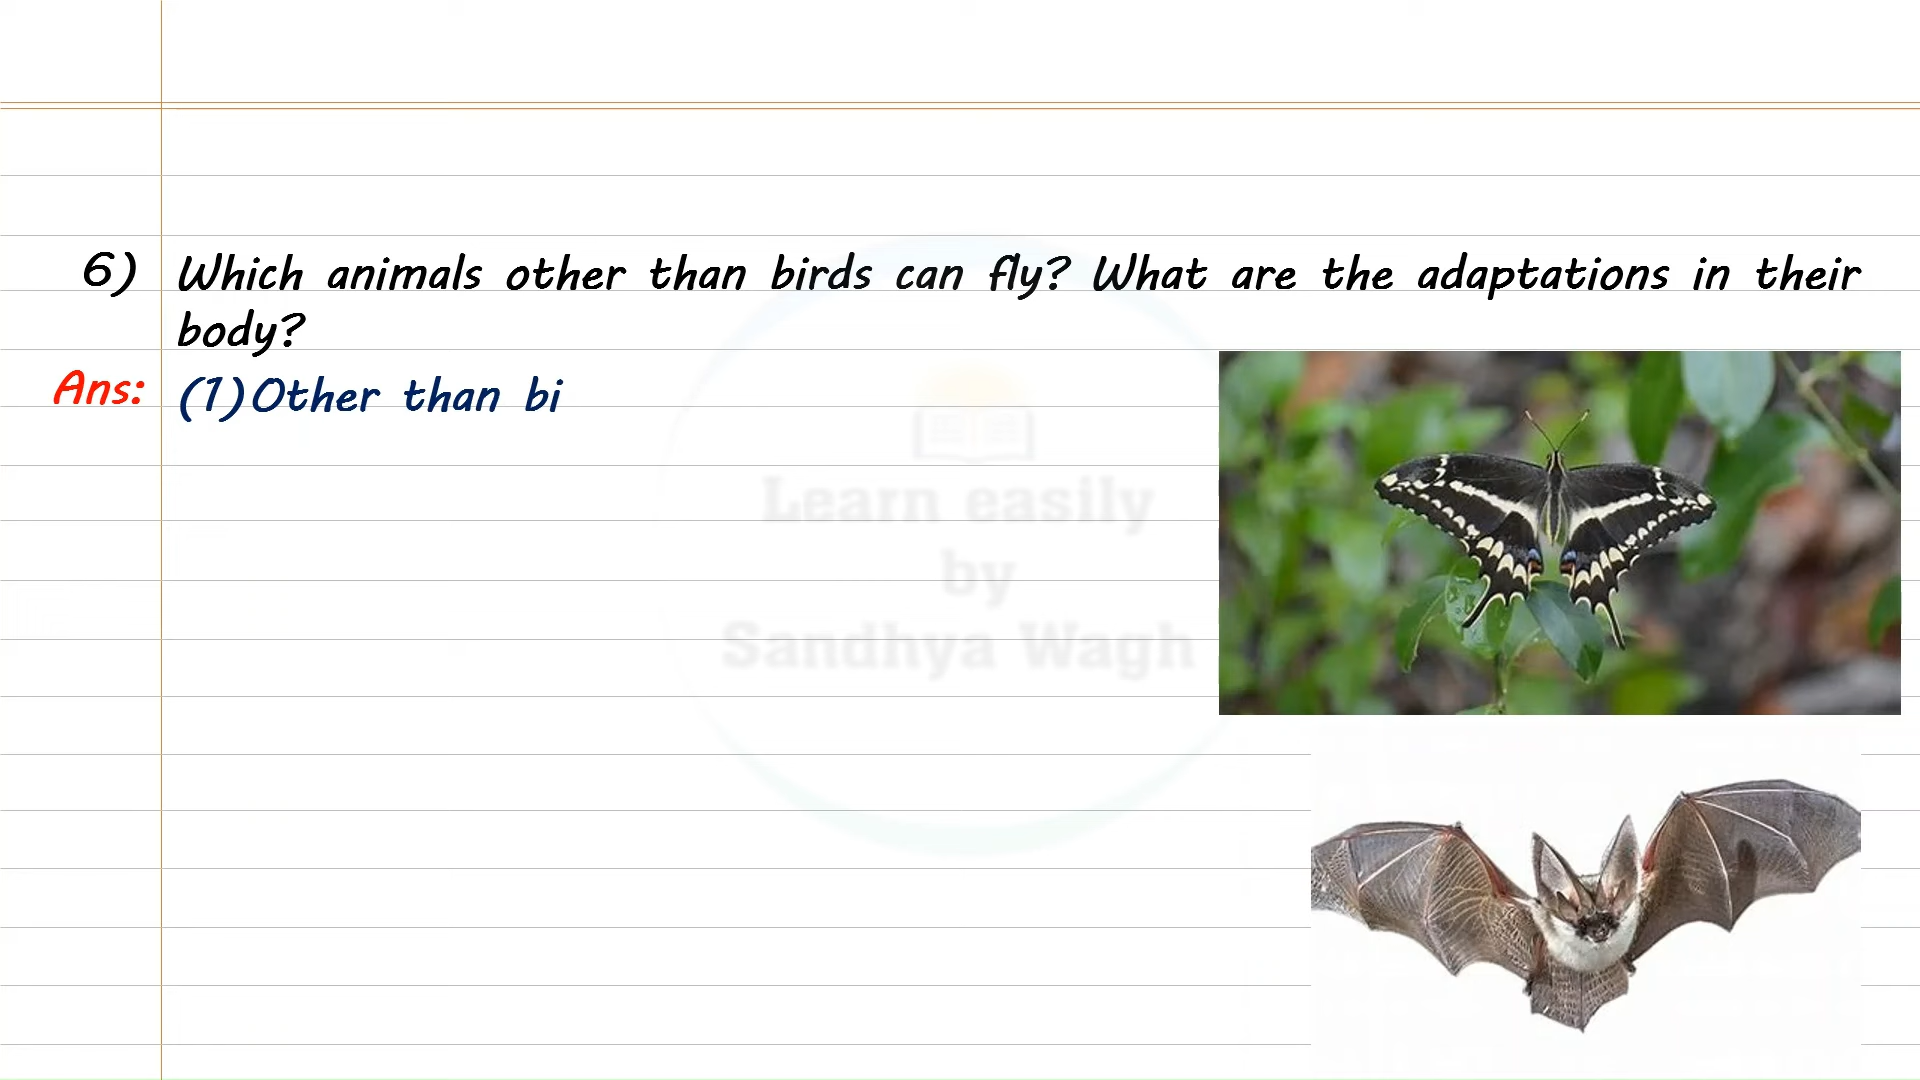 6) Which animals other than birds can fly? What are the adaptations in their
body?
Ans: (1)Other than bi
Learn easily
by
Sandhya Wagh